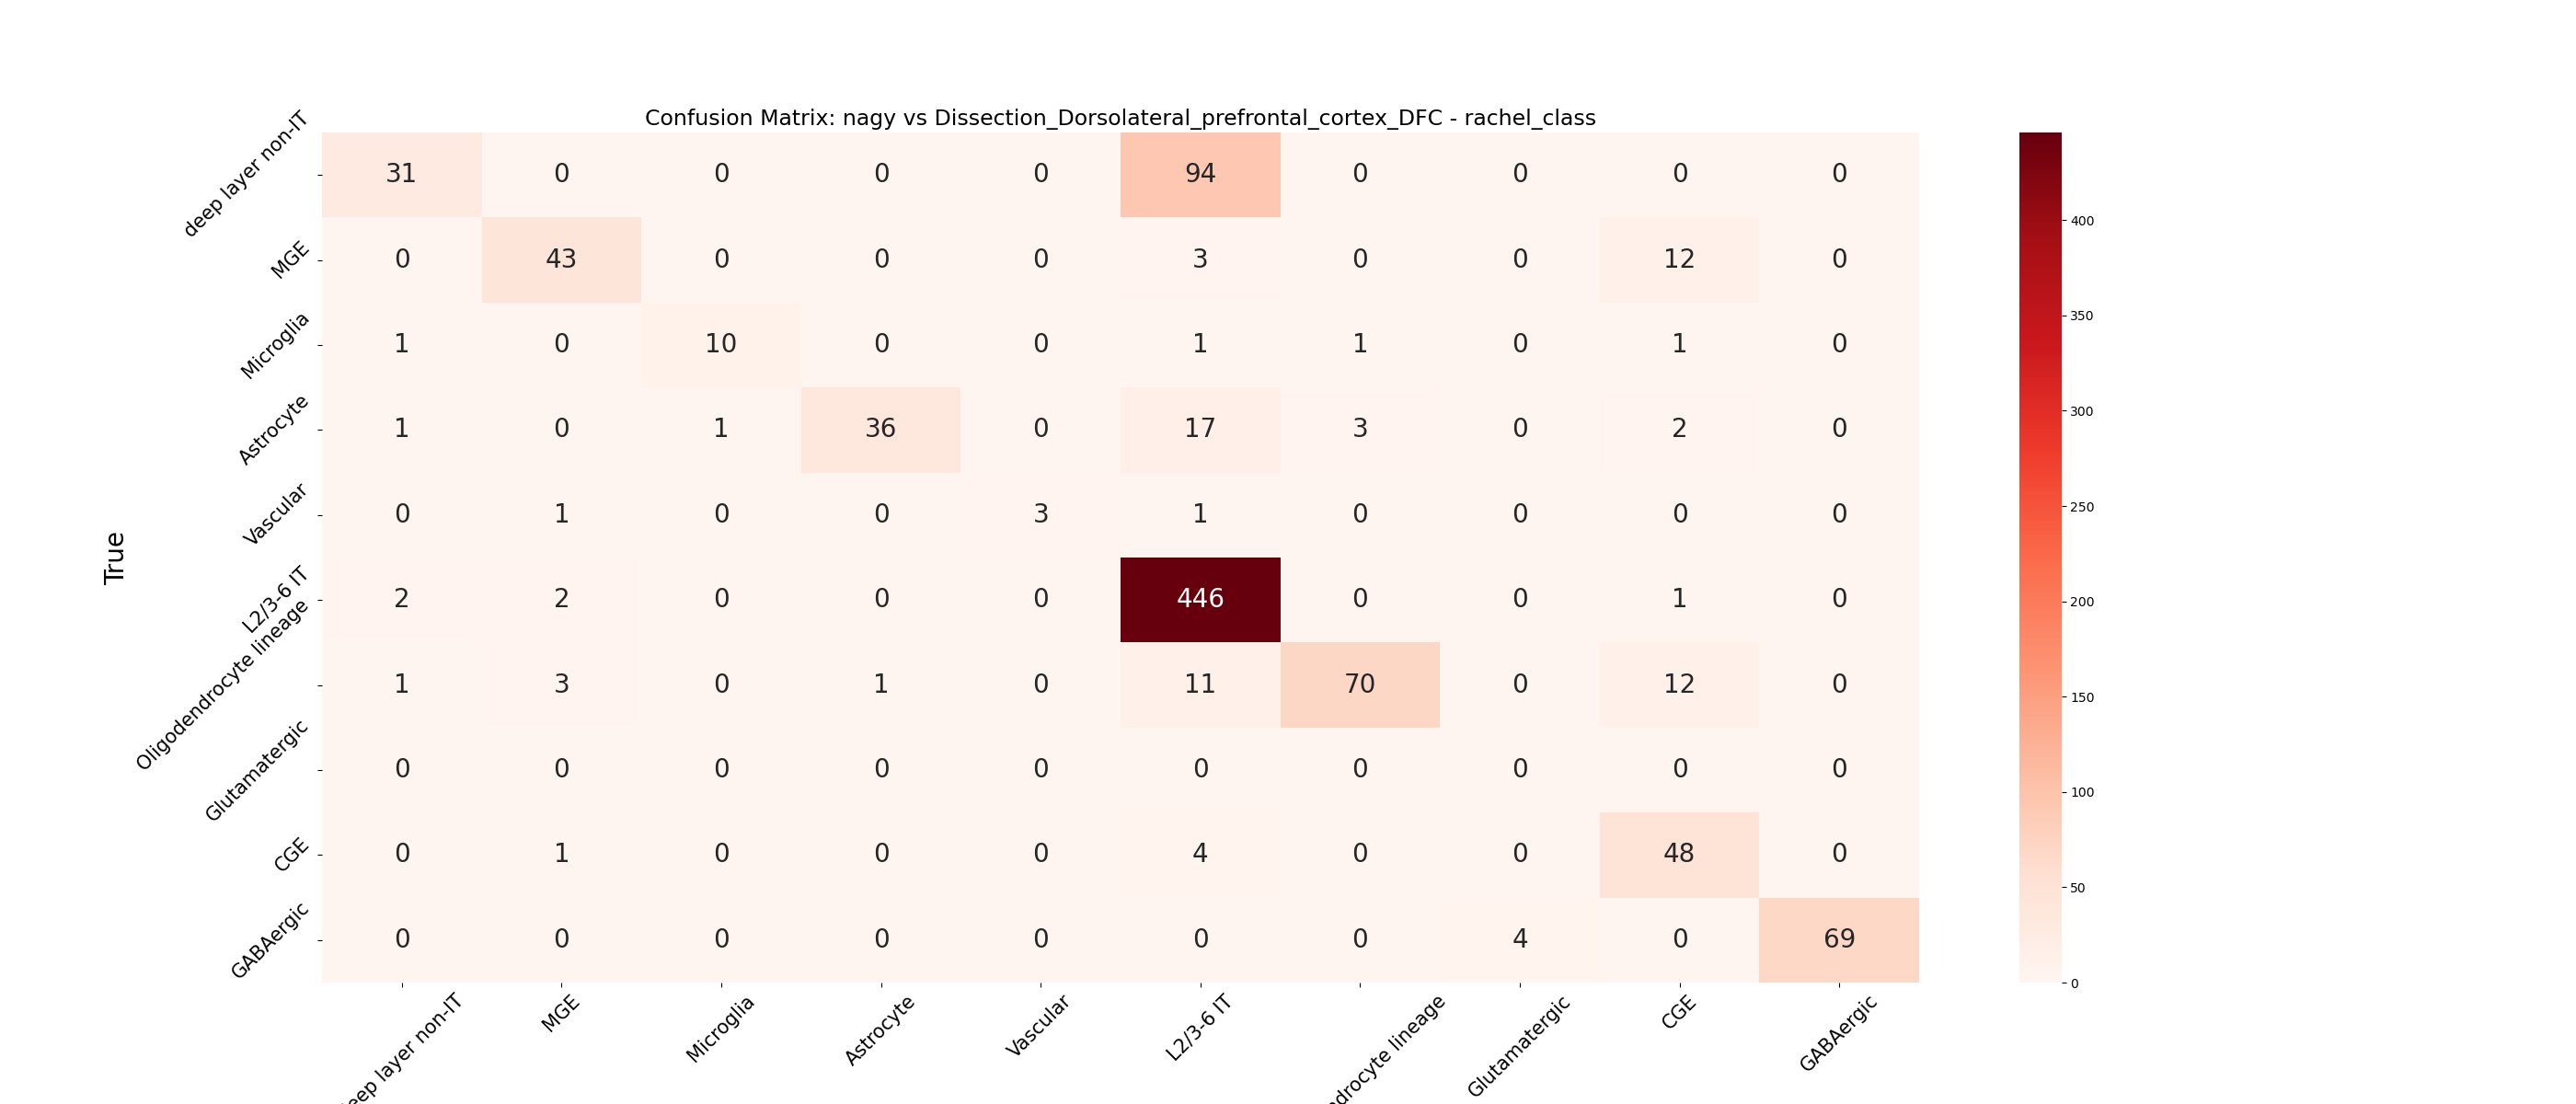 Confusion Matrix: nagy vs Dissection_Dorsolateral_prefrontal_cortex_DFC - rachel_class
True
deep layer non-IT 31 0 0 0 0 94 0 0 0 0
MGE 0 43 0 0 0 3 0 0 12 0
Microglia 1 0 10 0 0 1 1 0 1 0
Astrocyte 1 0 1 36 0 17 3 0 2 0
Vascular 0 1 0 0 3 1 0 0 0 0
L2/3-6 IT 2 2 0 0 0 446 0 0 1 0
Oligodendrocyte lineage 1 3 0 1 0 11 70 0 12 0
Glutamatergic 0 0 0 0 0 0 0 0 0 0
CGE 0 1 0 0 0 4 0 0 48 0
GABAergic 0 0 0 0 0 0 0 4 0 69
eep layer non-IT
MGE
Microglia
Astrocyte
Vascular
L2/3-6 IT
ndrocyte lineage
Glutamatergic
CGE
GABAergic
400
350
300
250
200
150
100
50
0